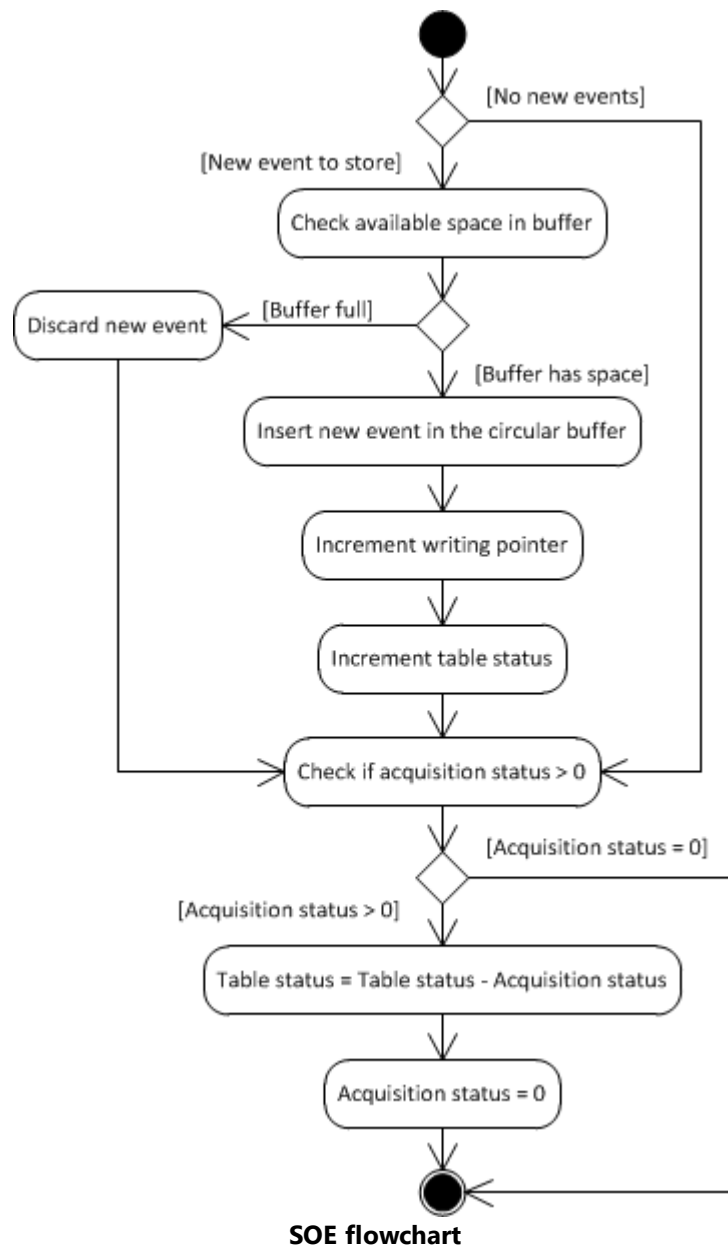 [No new events]
[New event to store]
Check available space in buffer
Discard new event
[Buffer full]
[Buffer has space]
Insert new event in the circular buffer
Increment writing pointer
Increment table status
Check if acquisition status > 0
[Acquisition status = 0]
[Acquisition status > 0]
Table status = Table status - Acquisition status
Acquisition status = 0
SOE flowchart